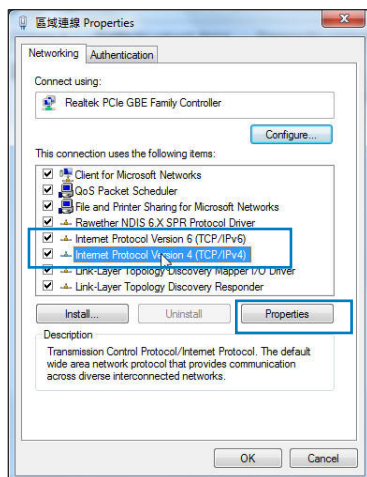 區域連線 Properties
Networking Authentication
Connect using:
Realtek PCIe GBE Family Controller
Configure...
This connection uses the following items:
Client for Microsoft Networks
QoS Packet Scheduler
File and Printer Sharing for Microsoft Networks
Rawether NDIS 6.X SPR Protocol Driver
Internet Protocol Version 6 (TCP/IPv6)
Internet Protocol Version 4 (TCP/IPv4)
Link-Layer Topology Discovery Mapper I/O Driver
Link-Layer Topology Discovery Responder
Install... Uninstall Properties
Description
Transmission Control Protocol/Internet Protocol. The default
wide area network protocol that provides communication
across diverse interconnected networks.
OK Cancel